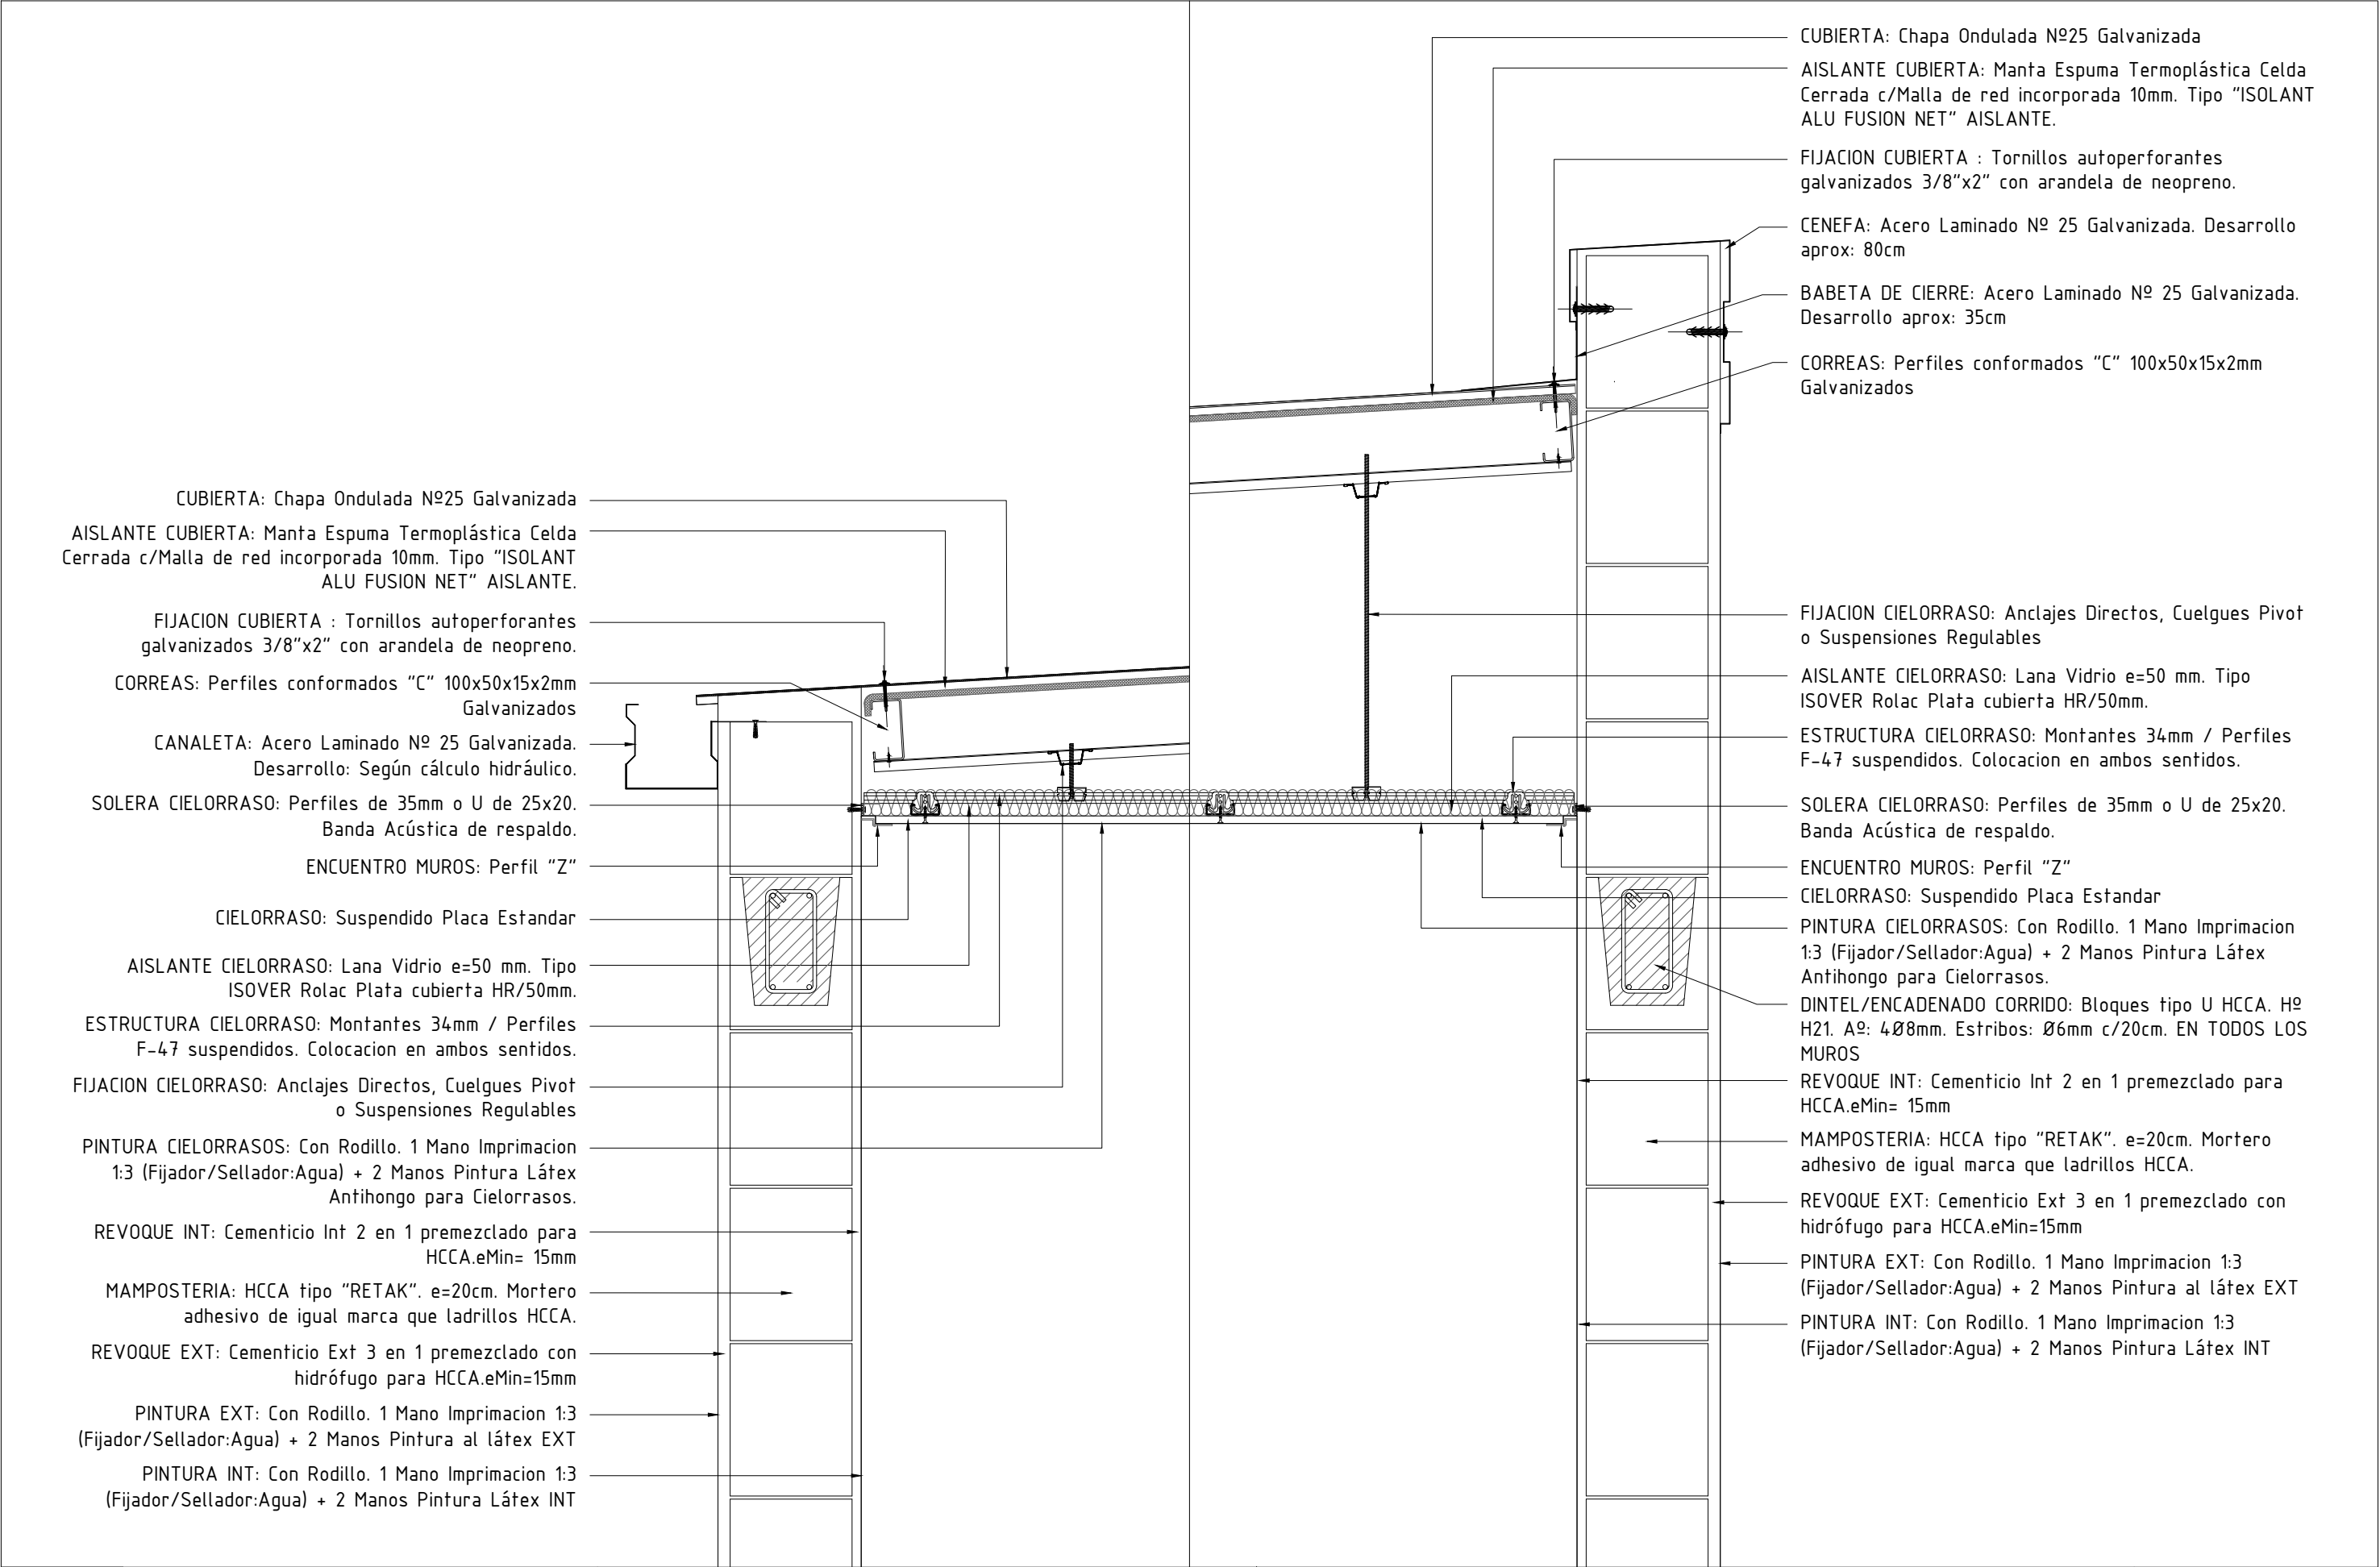 CUBIERTA: Chapa Ondulada Nº25 Galvanizada
AISLANTE CUBIERTA: Manta Espuma Termoplástica Celda
Cerrada c/Malla de red incorporada 10mm. Tipo "ISOLANT
ALU FUSION NET" AISLANTE.
FIJACION CUBIERTA : Tornillos autoperforantes
galvanizados 3/8"x2" con arandela de neopreno.
CORREAS: Perfiles conformados "C" 100x50x15x2mm
Galvanizados
CANALETA: Acero Laminado Nº 25 Galvanizada.
Desarrollo: Según cálculo hidráulico.
SOLERA CIELORRASO: Perfiles de 35mm o U de 25x20.
Banda Acústica de respaldo.
ENCUENTRO MUROS: Perfil "Z"
CIELORRASO: Suspendido Placa Estandar
AISLANTE CIELORRASO: Lana Vidrio e=50 mm. Tipo
ISOVER Rolac Plata cubierta HR/50mm.
ESTRUCTURA CIELORRASO: Montantes 34mm / Perfiles
F-47 suspendidos. Colocacion en ambos sentidos.
FIJACION CIELORRASO: Anclajes Directos, Cuelgues Pivot
o Suspensiones Regulables
PINTURA CIELORRASOS: Con Rodillo. 1 Mano Imprimacion
1:3 (Fijador/Sellador:Agua) + 2 Manos Pintura Látex
Antihongo para Cielorrasos.
REVOQUE INT: Cementicio Int 2 en 1 premezclado para
HCCA.eMin= 15mm
MAMPOSTERIA: HCCA tipo "RETAK". e=20cm. Mortero
adhesivo de igual marca que ladrillos HCCA.
REVOQUE EXT: Cementicio Ext 3 en 1 premezclado con
hidrófugo para HCCA.eMin=15mm
PINTURA EXT: Con Rodillo. 1 Mano Imprimacion 1:3
(Fijador/Sellador:Agua) + 2 Manos Pintura al látex EXT
PINTURA INT: Con Rodillo. 1 Mano Imprimacion 1:3
(Fijador/Sellador:Agua) + 2 Manos Pintura Látex INT
CUBIERTA: Chapa Ondulada Nº25 Galvanizada
AISLANTE CUBIERTA: Manta Espuma Termoplástica Celda
Cerrada c/Malla de red incorporada 10mm. Tipo "ISOLANT
ALU FUSION NET" AISLANTE.
FIJACION CUBIERTA : Tornillos autoperforantes
galvanizados 3/8"x2" con arandela de neopreno.
CENEFA: Acero Laminado Nº 25 Galvanizada. Desarrollo
aprox: 80cm
BABETA DE CIERRE: Acero Laminado Nº 25 Galvanizada.
Desarrollo aprox: 35cm
CORREAS: Perfiles conformados "C" 100x50x15x2mm
Galvanizados
FIJACION CIELORRASO: Anclajes Directos, Cuelgues Pivot
o Suspensiones Regulables
AISLANTE CIELORRASO: Lana Vidrio e=50 mm. Tipo
ISOVER Rolac Plata cubierta HR/50mm.
ESTRUCTURA CIELORRASO: Montantes 34mm / Perfiles
F-47 suspendidos. Colocacion en ambos sentidos.
SOLERA CIELORRASO: Perfiles de 35mm o U de 25x20.
Banda Acústica de respaldo.
ENCUENTRO MUROS: Perfil "Z"
CIELORRASO: Suspendido Placa Estandar
PINTURA CIELORRASOS: Con Rodillo. 1 Mano Imprimacion
1:3 (Fijador/Sellador:Agua) + 2 Manos Pintura Látex
Antihongo para Cielorrasos.
DINTEL/ENCADENADO CORRIDO: Bloques tipo U HCCA. Hº
H21. Aº: 4Ø8mm. Estribos: Ø6mm c/20cm. EN TODOS LOS
MUROS
REVOQUE INT: Cementicio Int 2 en 1 premezclado para
HCCA.eMin= 15mm
MAMPOSTERIA: HCCA tipo "RETAK". e=20cm. Mortero
adhesivo de igual marca que ladrillos HCCA.
REVOQUE EXT: Cementicio Ext 3 en 1 premezclado con
hidrófugo para HCCA.eMin=15mm
PINTURA EXT: Con Rodillo. 1 Mano Imprimacion 1:3
(Fijador/Sellador:Agua) + 2 Manos Pintura al látex EXT
PINTURA INT: Con Rodillo. 1 Mano Imprimacion 1:3
(Fijador/Sellador:Agua) + 2 Manos Pintura Látex INT